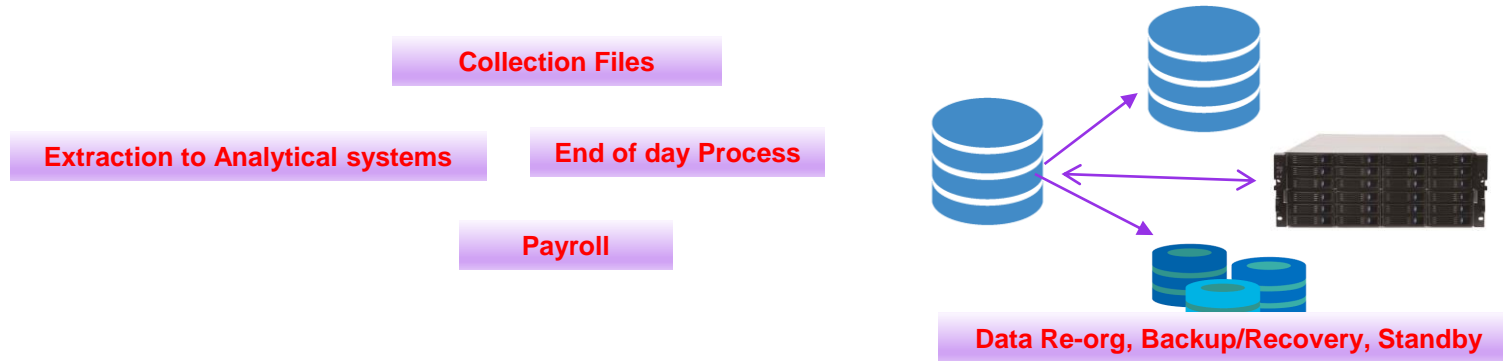 Collection Files
Extraction to Analytical systems
End of day Process
Payroll
Data Re-org, Backup/Recovery, Standby